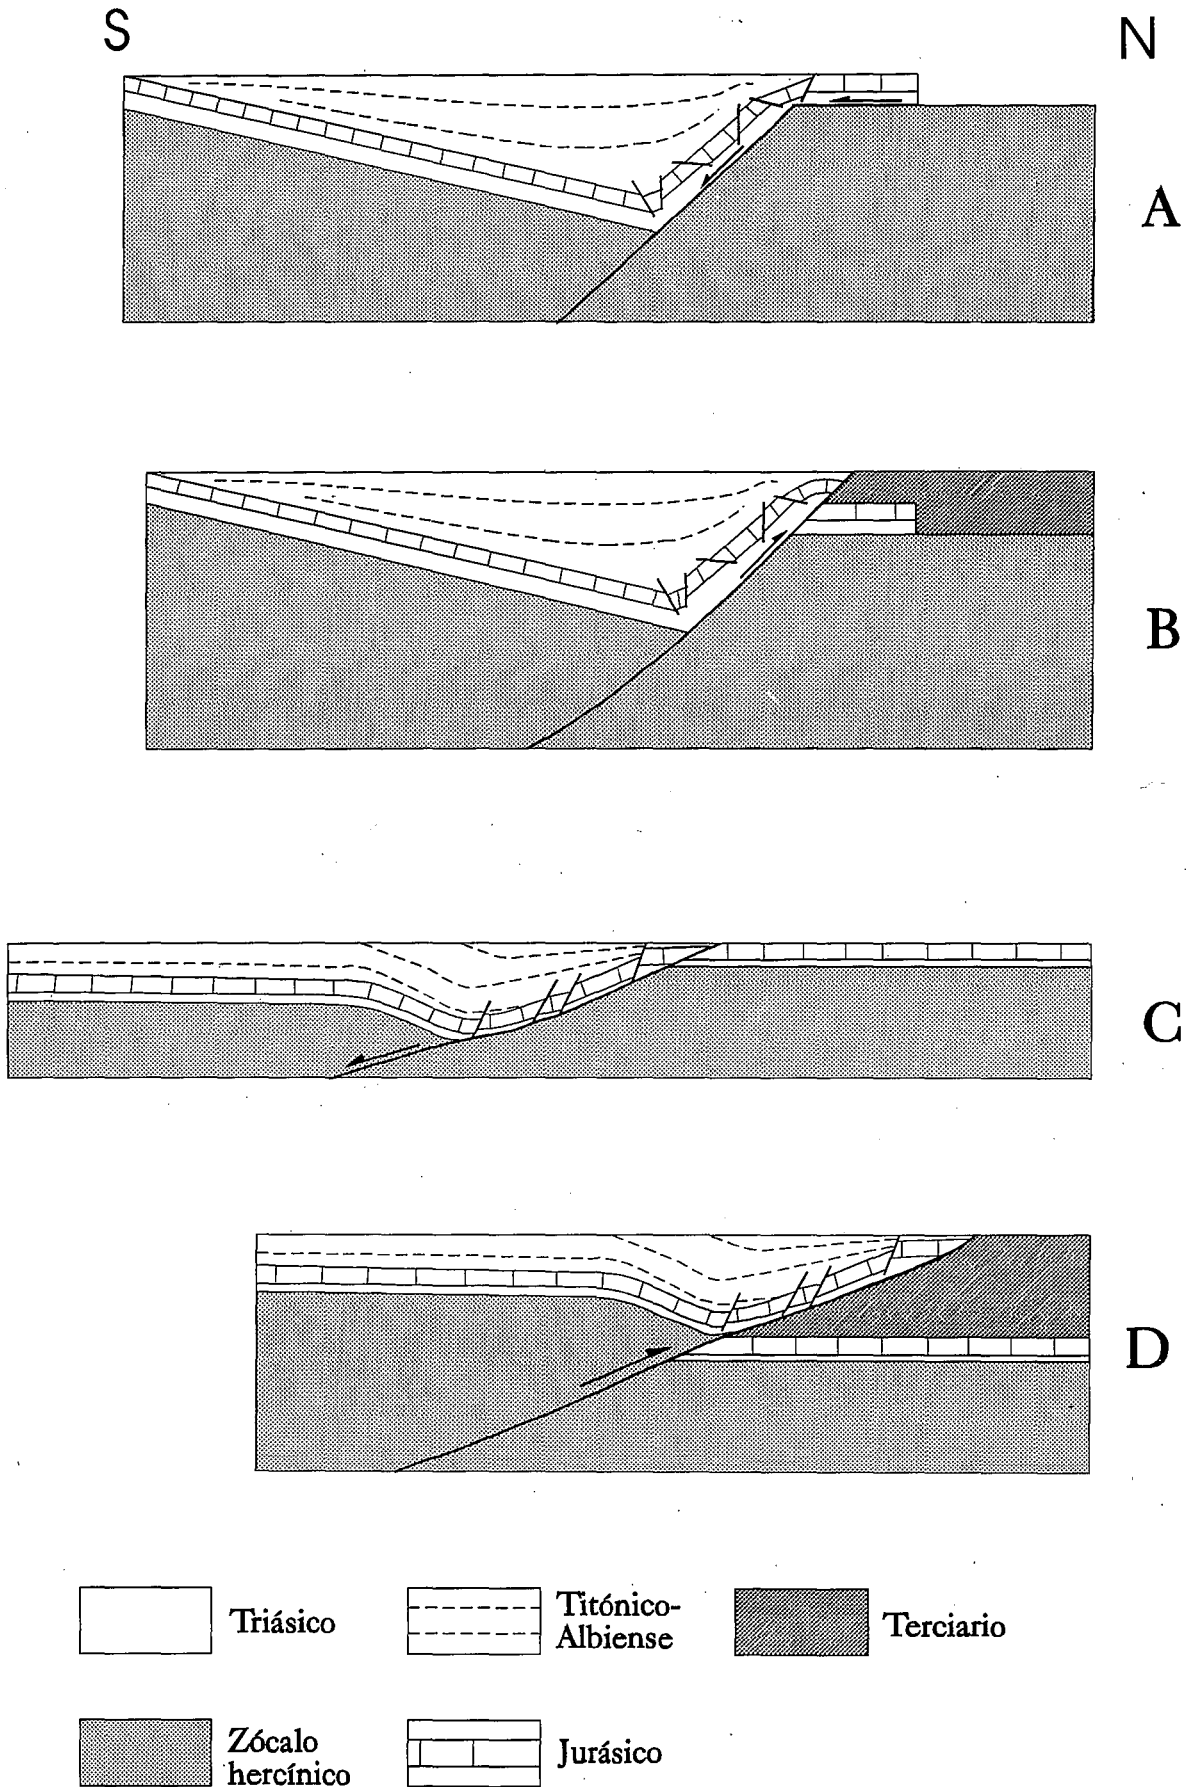 S
N
A
B
C
D
Triásico
Titónico-
Albiense
Terciario
Zócalo
hercínico
Jurásico